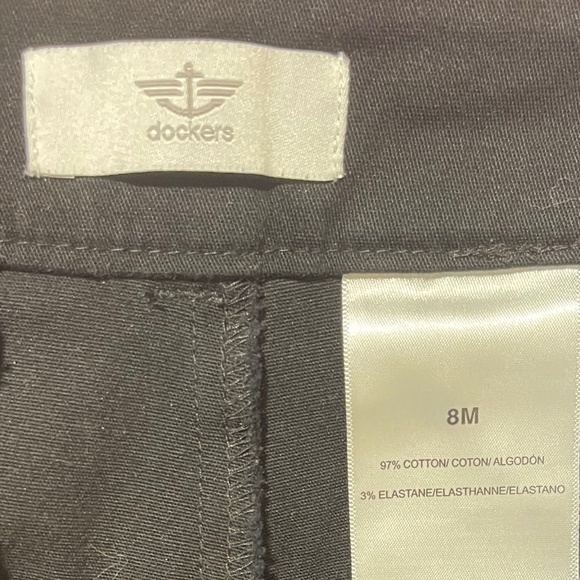 dockers
8M
97% COTTON/ COTON/ ALGODÓN
3% ELASTANE/ELASTHANNE/ELASTANO